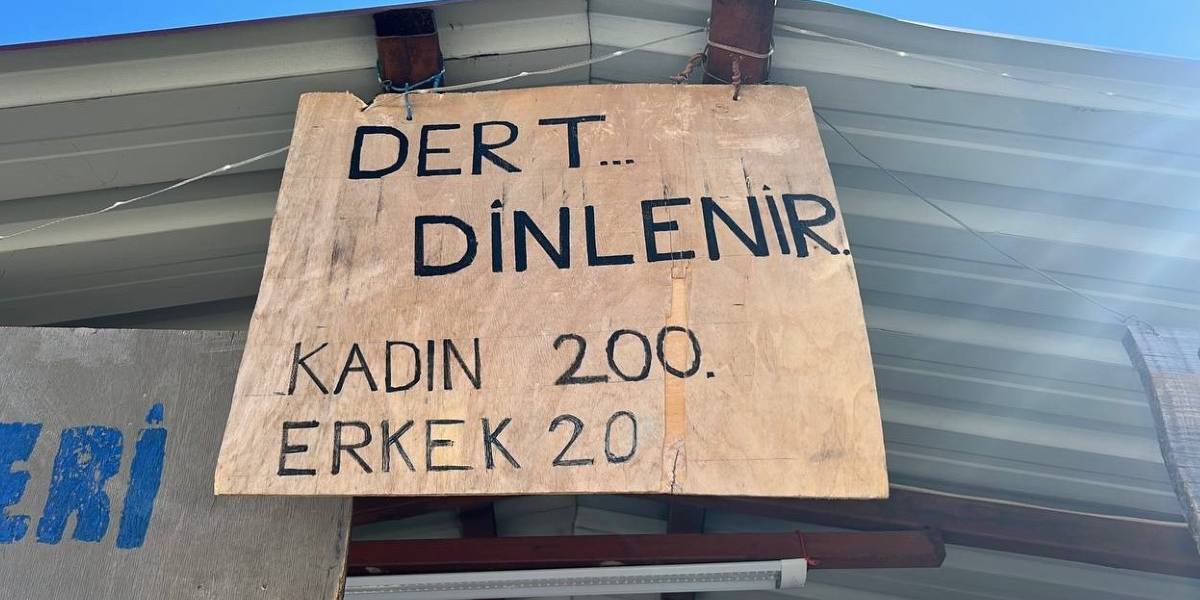 DERT...
DİNLENİR.
KADIN 200.
ERKEK 20
ERİ